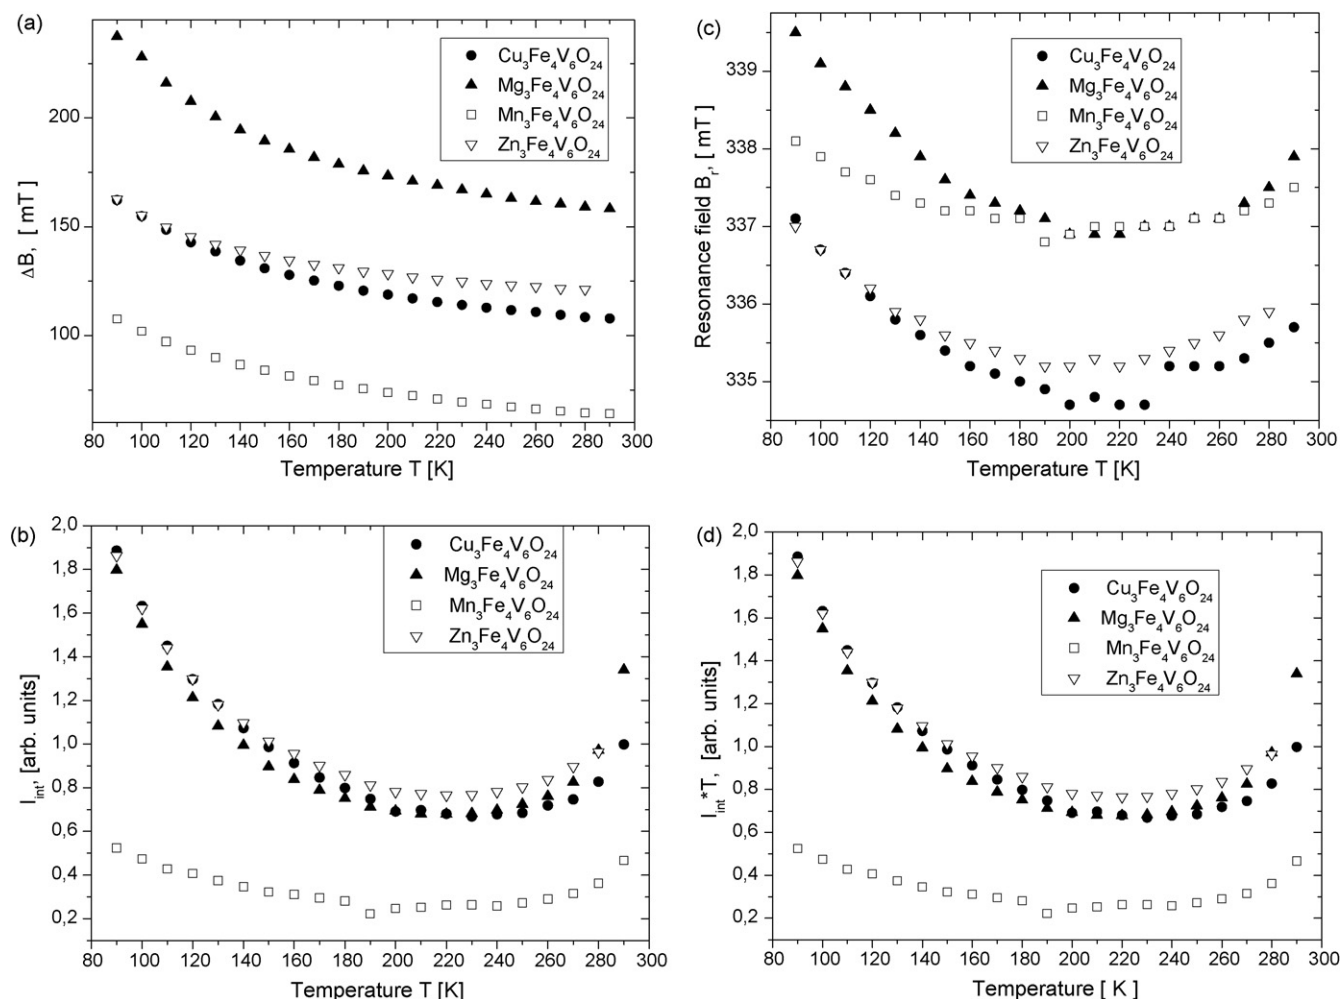 (a)
Cu₃Fe₄V₆O₂₄
Mg₃Fe₄V₆O₂₄
Mn₃Fe₄V₆O₂₄
Zn₃Fe₄V₆O₂₄
ΔB, [ mT]
200
150
100
80 100 120 140 160 180 200 220 240 260 280 300
Temperature T [K]
(c)
Cu₃Fe₄V₆O₂₄
Mg₃Fe₄V₆O₂₄
Mn₃Fe₄V₆O₂₄
Zn₃Fe₄V₆O₂₄
Resonance field Bᵣ, [ mT]
339
338
337
336
335
80 100 120 140 160 180 200 220 240 260 280 300
Temperature T [K]
(b)
Cu₃Fe₄V₆O₂₄
Mg₃Fe₄V₆O₂₄
Mn₃Fe₄V₆O₂₄
Zn₃Fe₄V₆O₂₄
Iᵢₙₜ, [arb. units]
2,0
1,8
1,6
1,4
1,2
1,0
0,8
0,6
0,4
0,2
80 100 120 140 160 180 200 220 240 260 280 300
Temperature T [K]
(d)
Cu₃Fe₄V₆O₂₄
Mg₃Fe₄V₆O₂₄
Mn₃Fe₄V₆O₂₄
Zn₃Fe₄V₆O₂₄
Iᵢₙₜ*T, [arb. units]
2,0
1,8
1,6
1,4
1,2
1,0
0,8
0,6
0,4
0,2
80 100 120 140 160 180 200 220 240 260 280 300
Temperature [ K ]